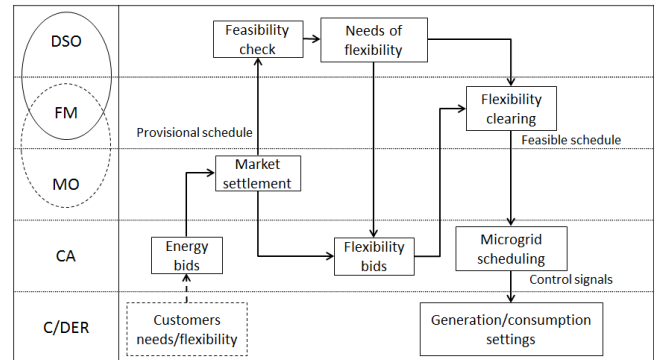 DSO
Feasibility
check
Needs of
flexibility
FM
Flexibility
clearing
Provisional schedule
Feasible schedule
MO
Market
settlement
CA
Energy
bids
Flexibility
bids
Microgrid
scheduling
Control signals
C/DER
Customers
needs/flexibility
Generation/consumption
settings